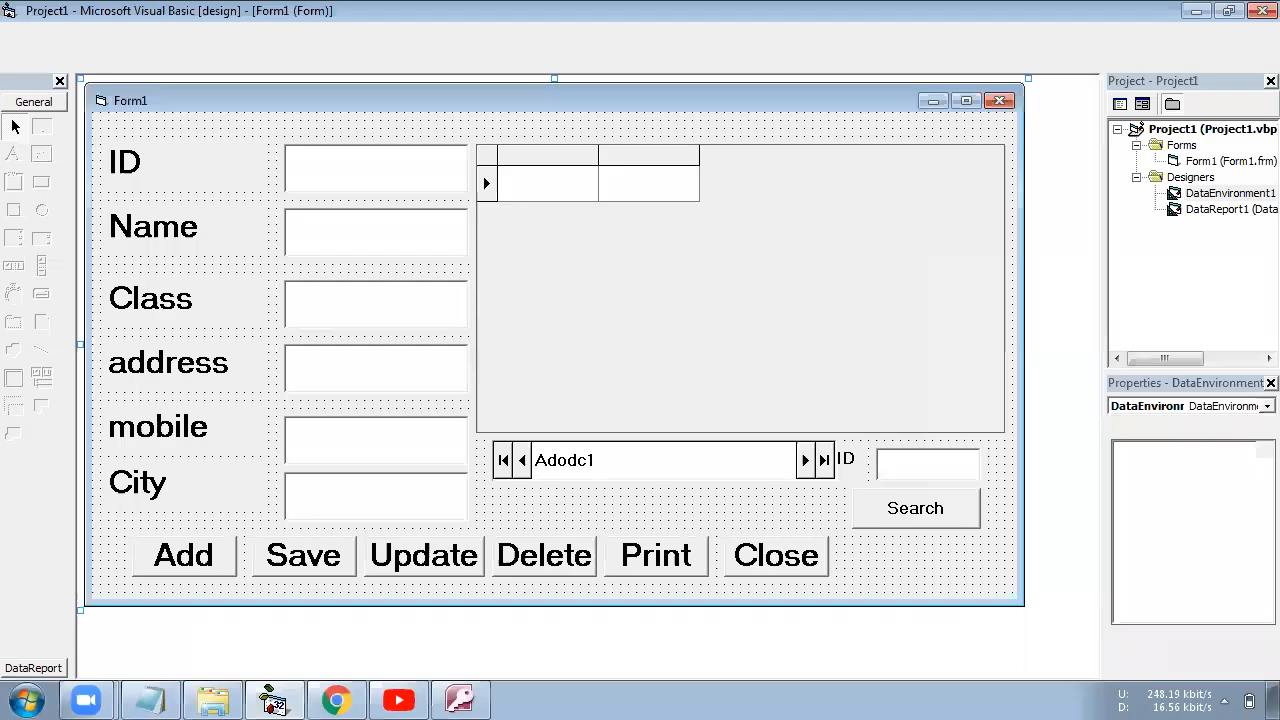 Project1 - Microsoft Visual Basic [design] - [Form1 (Form)]
General
DataReport
Form1
ID
Name
Class
address
mobile
City
Adodc1
ID
Search
Add
Save
Update
Delete
Print
Close
Project - Project1
Project1 (Project1.vbp
Forms
Form1 (Form1.frm)
Designers
DataEnvironment1
DataReport1 (Data
Properties - DataEnvironment
DataEnvironr DataEnvironme
32
U: 248.19 kbit/s
D: 16.56 kbit/s